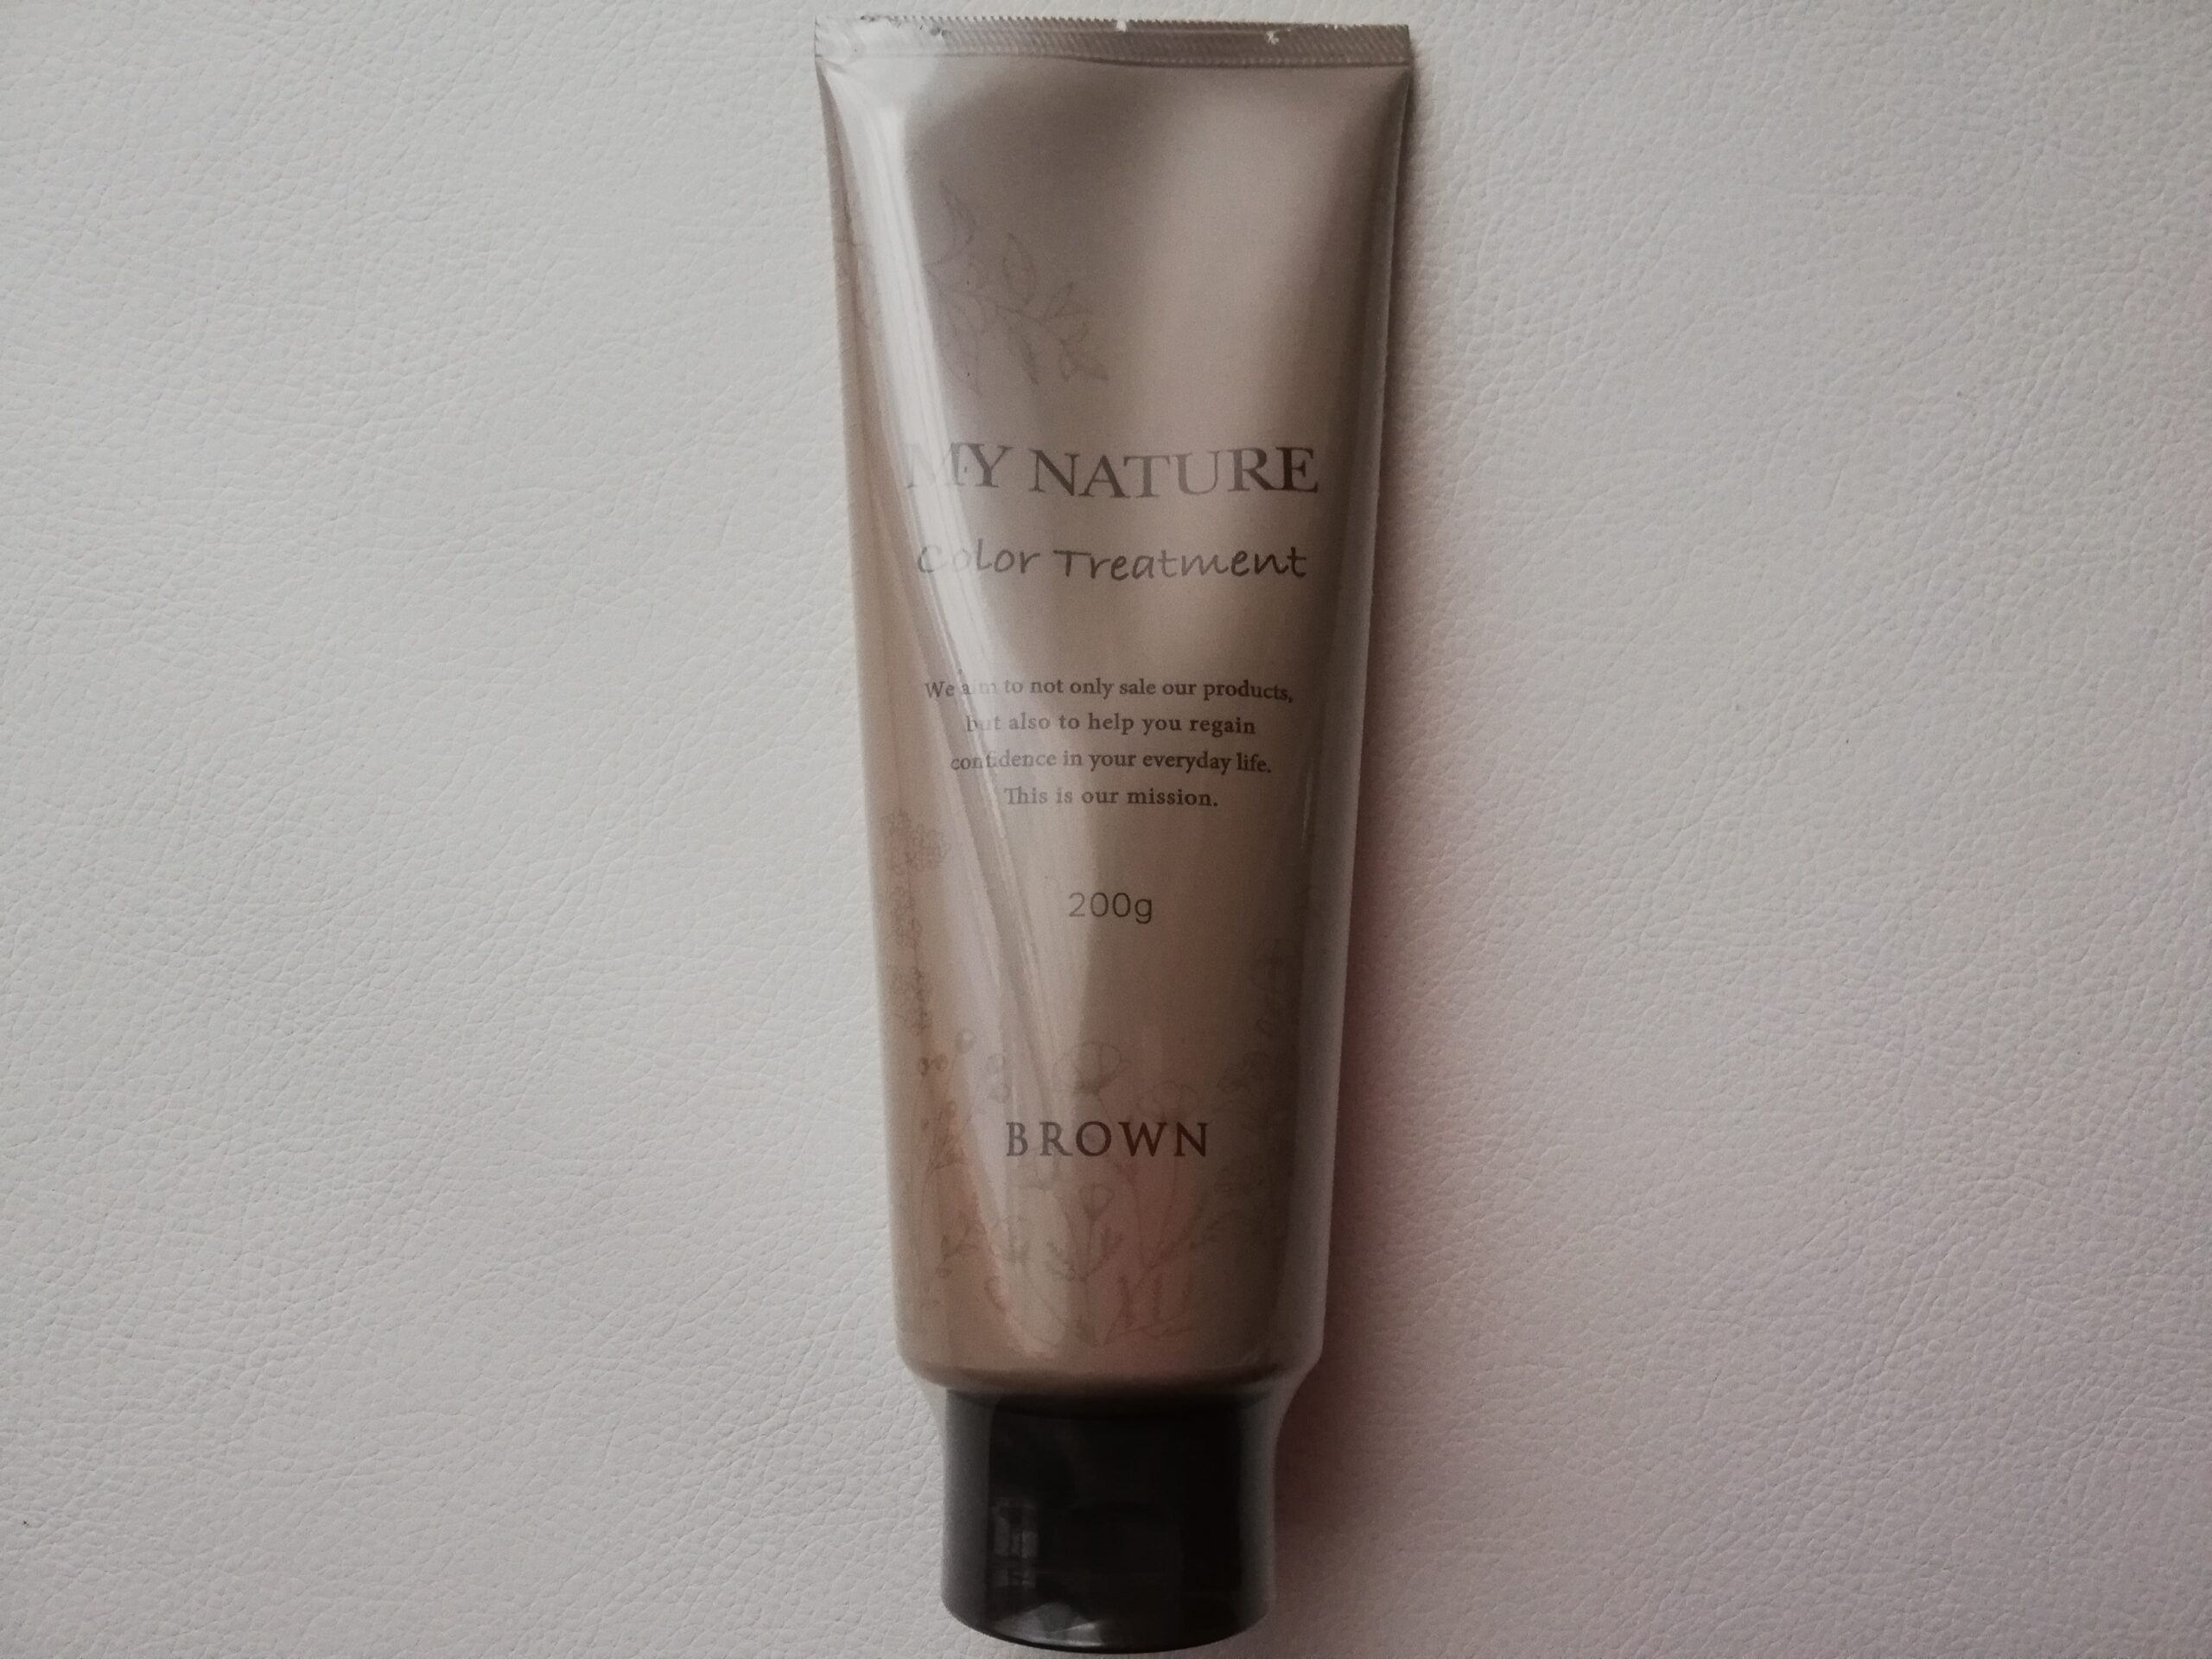 MY NATURE
Color Treatment
We aim to not only sale our products,
but also to help you regain
confidence in your everyday life.
This is our mission.
200g
BROWN